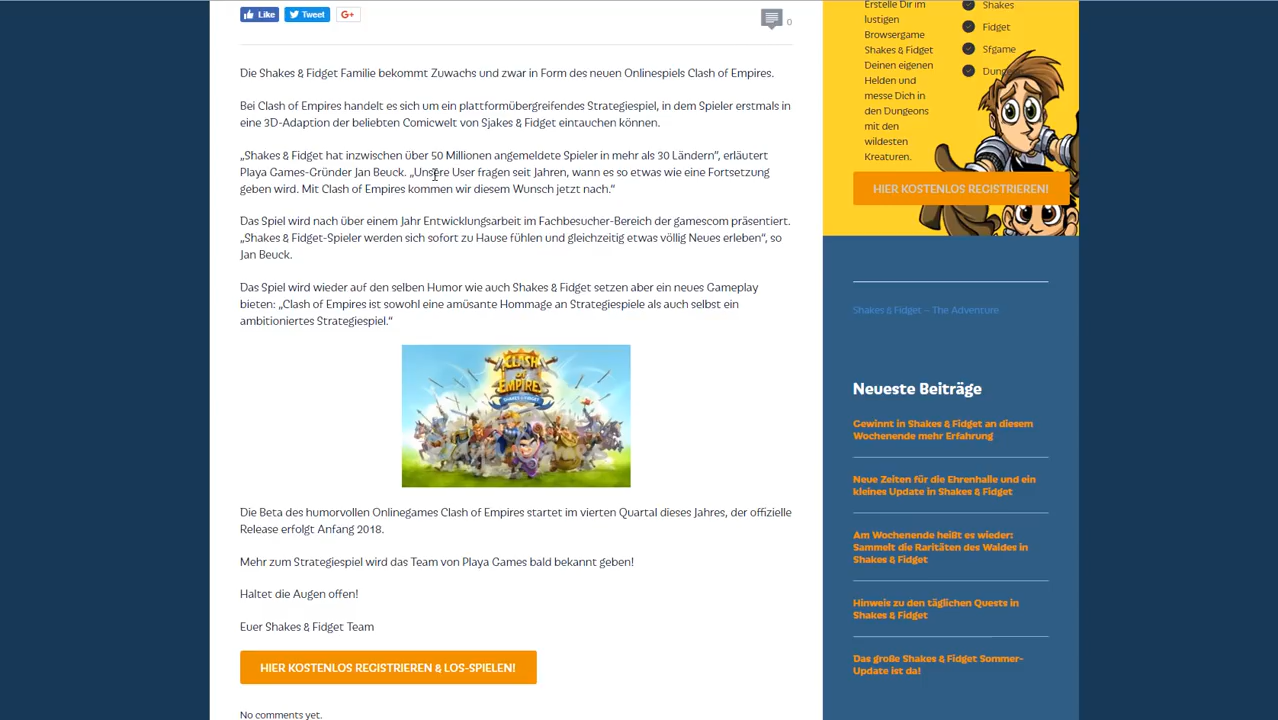 Like
Tweet
G+
0
Die Shakes & Fidget Familie bekommt Zuwachs und zwar in Form des neuen Onlinespiels Clash of Empires.
Bei Clash of Empires handelt es sich um ein plattformübergreifendes Strategiespiel, in dem Spieler erstmals in
eine 3D-Adaption der beliebten Comicwelt von Sjakes & Fidget eintauchen können.
„Shakes & Fidget hat inzwischen über 50 Millionen angemeldete Spieler in mehr als 30 Ländern“, erläutert
Playa Games-Gründer Jan Beuck. „Unsere User fragen seit Jahren, wann es so etwas wie eine Fortsetzung
geben wird. Mit Clash of Empires kommen wir diesem Wunsch jetzt nach.“
Das Spiel wird nach über einem Jahr Entwicklungsarbeit im Fachbesucher-Bereich der gamescom präsentiert.
„Shakes & Fidget-Spieler werden sich sofort zu Hause fühlen und gleichzeitig etwas völlig Neues erleben“, so
Jan Beuck.
Das Spiel wird wieder auf den selben Humor wie auch Shakes & Fidget setzen aber ein neues Gameplay
bieten: „Clash of Empires ist sowohl eine amüsante Hommage an Strategiespiele als auch selbst ein
ambitioniertes Strategiespiel.“
CLASH
OF
EMPIRE
SHAKES & FIDGET
Die Beta des humorvollen Onlinegames Clash of Empires startet im vierten Quartal dieses Jahres, der offizielle
Release erfolgt Anfang 2018.
Mehr zum Strategiespiel wird das Team von Playa Games bald bekannt geben!
Haltet die Augen offen!
Euer Shakes & Fidget Team
HIER KOSTENLOS REGISTRIEREN & LOS-SPIELEN!
No comments yet.
Erstelle Dir im
lustigen
Browsergame
Shakes & Fidget
Deinen eigenen
Helden und
messe Dich in
den Dungeons
mit den
wildesten
Kreaturen.
Shakes
Fidget
Sfgame
HIER KOSTENLOS REGISTRIEREN!
Shakes & Fidget – The Adventure
Neueste Beiträge
Gewinnt in Shakes & Fidget an diesem
Wochenende mehr Erfahrung
Neue Zeiten für die Ehrenhalle und ein
kleines Update in Shakes & Fidget
Am Wochenende heißt es wieder:
Sammelt die Raritäten des Waldes in
Shakes & Fidget
Hinweis zu den täglichen Quests in
Shakes & Fidget
Das große Shakes & Fidget Sommer-
Update ist da!